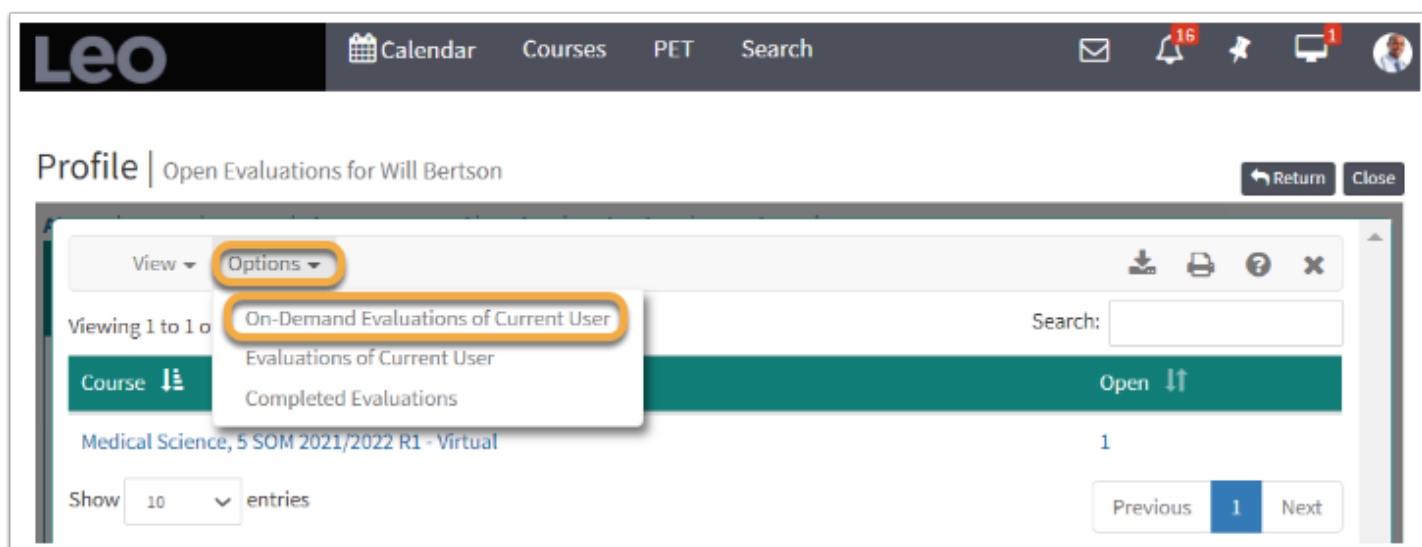 Leo Calendar Courses PET Search 16 1
Profile | Open Evaluations for Will Bertson Return Close
View Options
On-Demand Evaluations of Current User
Viewing 1 to 1 o Search:
Evaluations of Current User
Course Open
Completed Evaluations
Medical Science, 5 SOM 2021/2022 R1 - Virtual 1
Show 10 entries Previous 1 Next